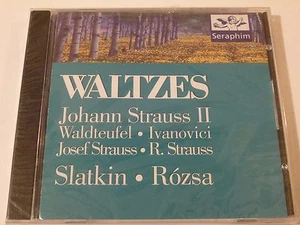 Seraphim
WALTZES
Johann Strauss II
Waldteufel • Ivanovici
Josef Strauss • R. Strauss
Slatkin • Rózsa